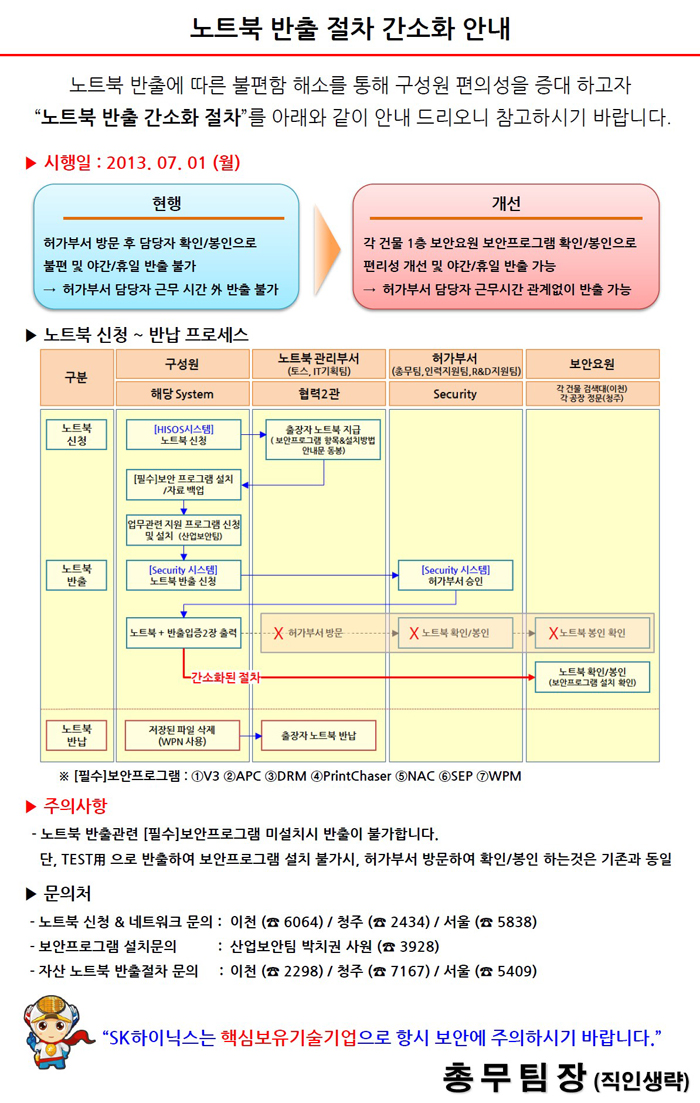 노트북 반출 절차 간소화 안내
노트북 반출에 따른 불편함 해소를 통해 구성원 편의성을 증대 하고자
“노트북 반출 간소화 절차”를 아래와 같이 안내 드리오니 참고하시기 바랍니다.
▶ 시행일 : 2013. 07. 01 (월)
현행
허가부서 방문 후 담당자 확인/봉인으로
불편 및 야간/휴일 반출 불가
→ 허가부서 담당자 근무 시간 外 반출 불가
개선
각 건물 1층 보안요원 보안프로그램 확인/봉인으로
편리성 개선 및 야간/휴일 반출 가능
→ 허가부서 담당자 근무시간 관계없이 반출 가능
▶ 노트북 신청 ~ 반납 프로세스
구분
구성원
노트북 관리부서
(토스, IT기획팀)
허가부서
(총무팀,인력지원팀,R&D지원팀)
보안요원
해당 System
협력2관
Security
각 건물 검색대(이천)
각 공장 정문(청주)
노트북
신청
[HISOS시스템]
노트북 신청
출장자 노트북 지급
( 보안프로그램 항목&설치방법
안내문 동봉)
[필수]보안 프로그램 설치
/자료 백업
업무관련 지원 프로그램 신청
및 설치 (산업보안팀)
노트북
반출
[Security 시스템]
노트북 반출 신청
[Security 시스템]
허가부서 승인
노트북 + 반출입증2장 출력
X 허가부서 방문
X 노트북 확인/봉인
X 노트북 봉인 확인
간소화된 절차
노트북 확인/봉인
(보안프로그램 설치 확인)
노트북
반납
저장된 파일 삭제
(WPN 사용)
출장자 노트북 반납
※ [필수]보안프로그램 : ①V3 ②APC ③DRM ④PrintChaser ⑤NAC ⑥SEP ⑦WPM
▶ 주의사항
- 노트북 반출관련 [필수]보안프로그램 미설치시 반출이 불가합니다.
단, TEST用 으로 반출하여 보안프로그램 설치 불가시, 허가부서 방문하여 확인/봉인 하는것은 기존과 동일
▶ 문의처
- 노트북 신청 & 네트워크 문의 : 이천 (☎ 6064) / 청주 (☎ 2434) / 서울 (☎ 5838)
- 보안프로그램 설치문의 : 산업보안팀 박치권 사원 (☎ 3928)
- 자산 노트북 반출절차 문의 : 이천 (☎ 2298) / 청주 (☎ 7167) / 서울 (☎ 5409)
“SK하이닉스는 핵심보유기술기업으로 항시 보안에 주의하시기 바랍니다.”
총무팀장 (직인생략)